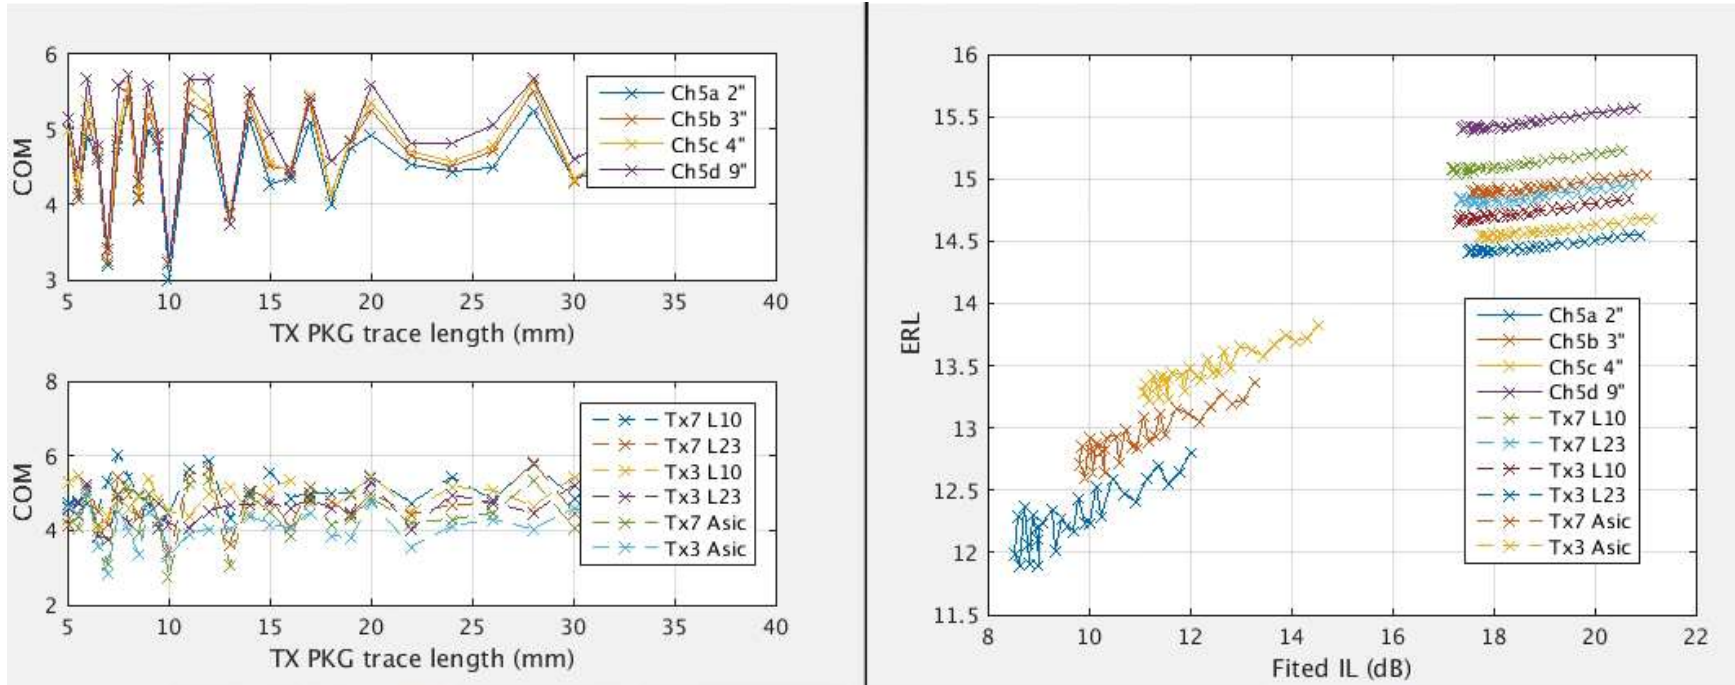 6
5
4
3
COM
5 10 15 20 25 30 35 40
TX PKG trace length (mm)
Ch5a 2"
Ch5b 3"
Ch5c 4"
Ch5d 9"
8
6
4
2
COM
5 10 15 20 25 30 35 40
TX PKG trace length (mm)
Tx7 L10
Tx7 L23
Tx3 L10
Tx3 L23
Tx7 Asic
Tx3 Asic
16
15.5
15
14.5
14
13.5
13
12.5
12
11.5
ERL
8 10 12 14 16 18 20 22
Fited IL (dB)
Ch5a 2"
Ch5b 3"
Ch5c 4"
Ch5d 9"
Tx7 L10
Tx7 L23
Tx3 L10
Tx3 L23
Tx7 Asic
Tx3 Asic